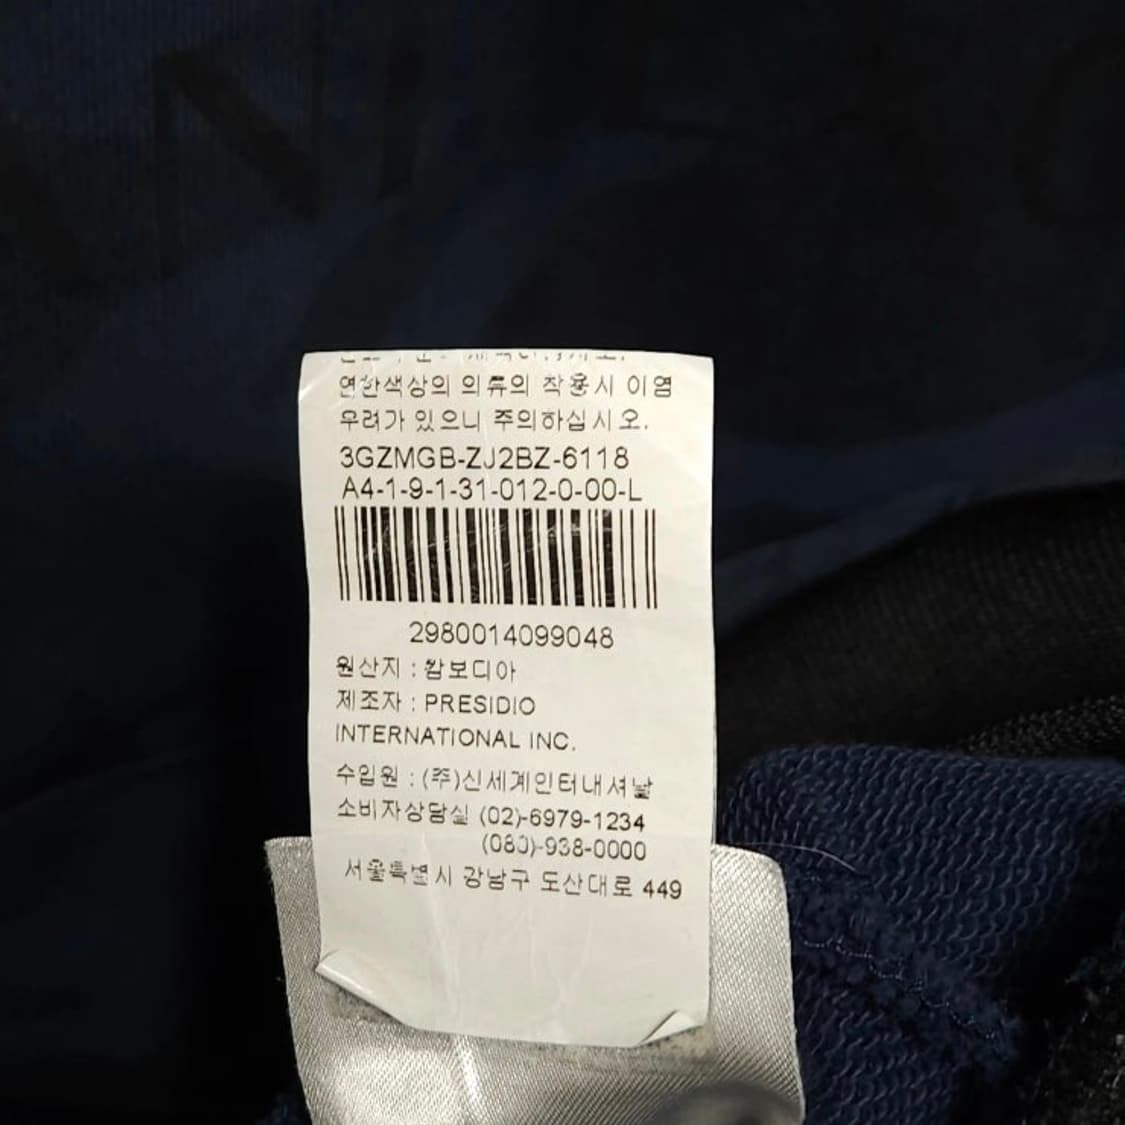 연한색상의 의류의 착용시 이염
우려가 있으니 주의하십시오.
3GZMGB-ZJ2BZ-6118
A4-1-9-1-31-012-0-00-L
2980014099048
원산지 : 캄보디아
제조자 : PRESIDIO
INTERNATIONAL INC.
수입원 : (주)신세계인터내셔날
소비자상담실 (02)-6979-1234
(080)-938-0000
서울특별시 강남구 도산대로 449